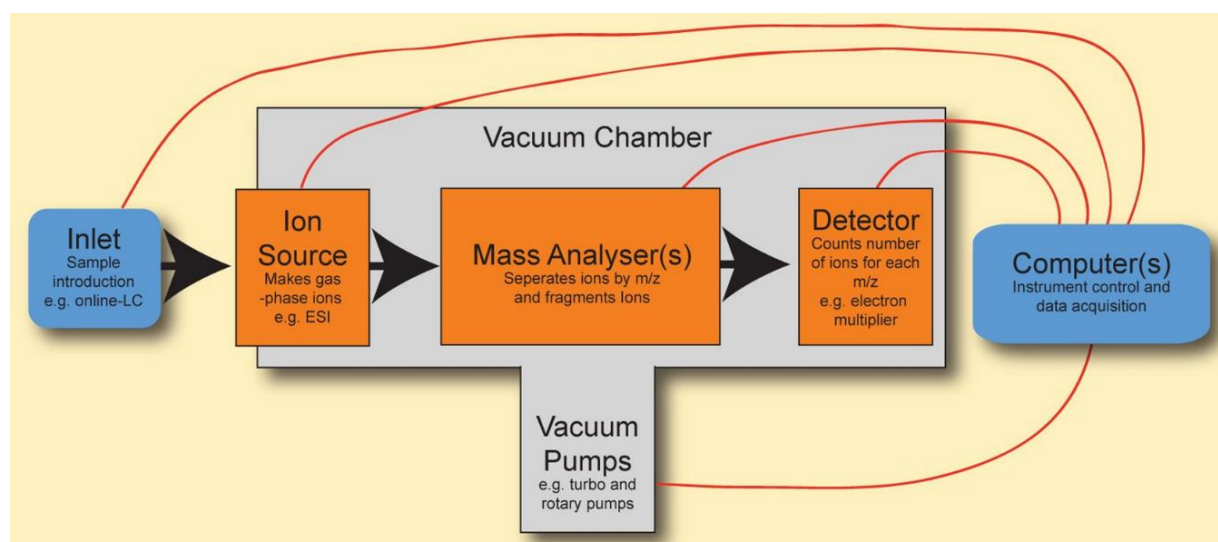 Vacuum Chamber
Inlet
Sample
introduction
e.g. online-LC
Ion
Source
Makes gas
-phase ions
e.g. ESI
Mass Analyser(s)
Seperates ions by m/z
and fragments Ions
Detector
Counts number
of ions for each
m/z
e.g. electron
multiplier
Computer(s)
Instrument control and
data acquisition
Vacuum
Pumps
e.g. turbo and
rotary pumps